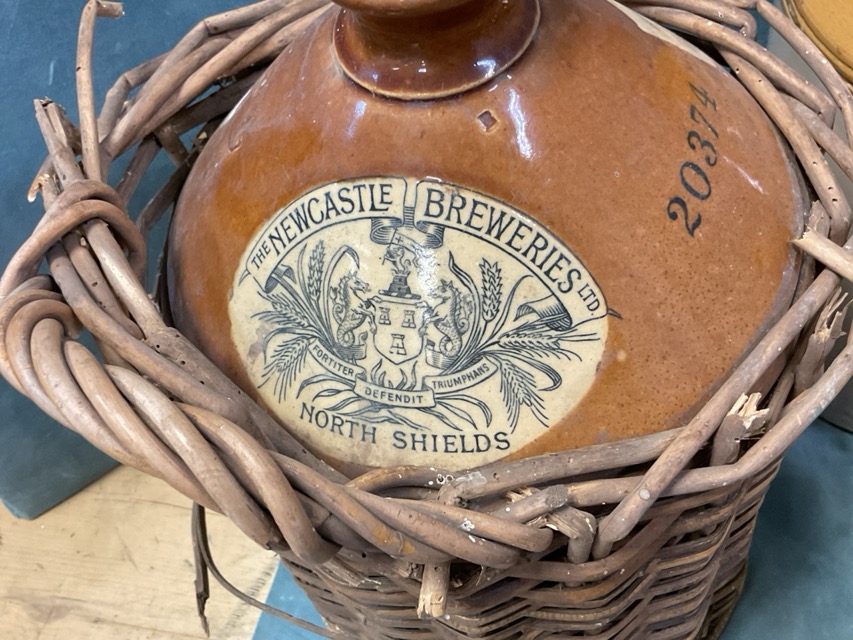 THE NEWCASTLE BREWERIES LTD
FORTITER DEFENDIT TRIUMPHANS
NORTH SHIELDS
20374